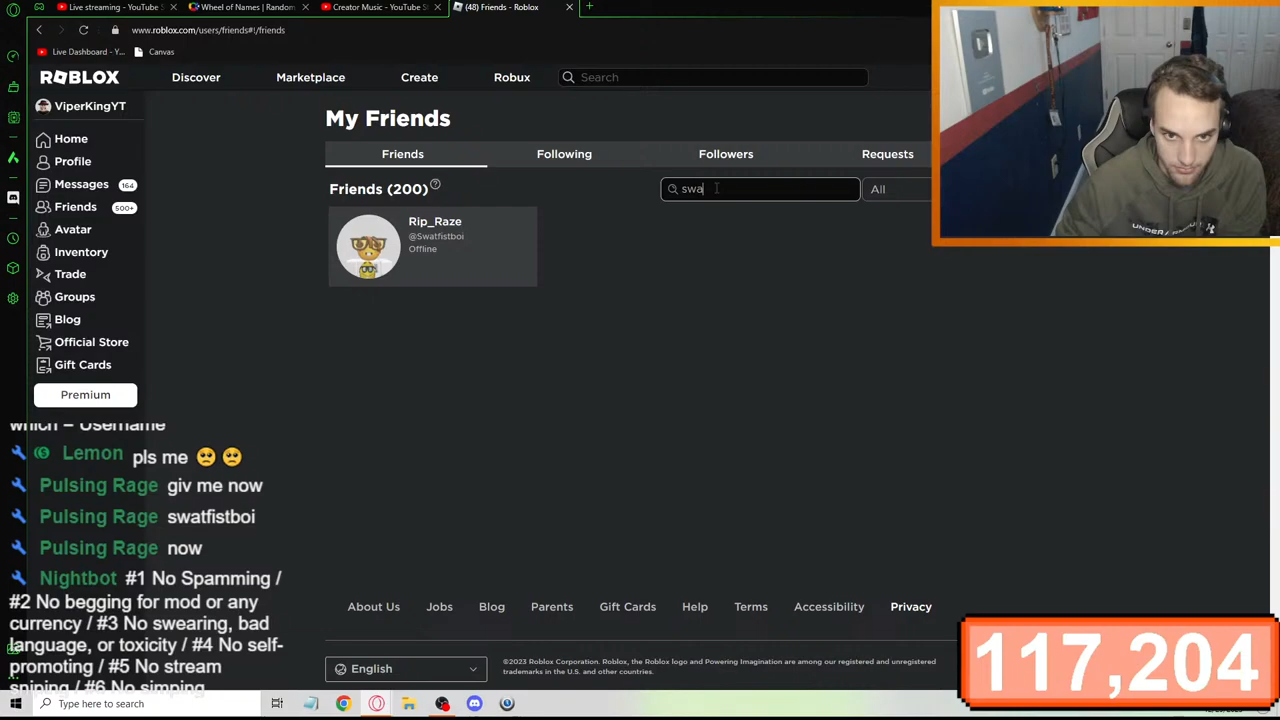 Live streaming - YouTube S
Wheel of Names | Random
Creator Music - YouTube S
(48) Friends - Roblox
www.roblox.com/users/friends#!/friends
Live Dashboard - Y...
Canvas
ROBLOX
Discover
Marketplace
Create
Robux
Search
ViperKingYT
Home
Profile
Messages 164
Friends 500+
Avatar
Inventory
Trade
Groups
Blog
Official Store
Gift Cards
Premium
My Friends
Friends
Following
Followers
Requests
Friends (200)
swa
All
Rip_Raze
@Swatfistboi
Offline
which – Username
Lemon pls me 🥺 🥺
Pulsing Rage giv me now
Pulsing Rage swatfistboi
Pulsing Rage now
Nightbot #1 No Spamming /
#2 No begging for mod or any
currency / #3 No swearing, bad
language, or toxicity / #4 No self-
promoting / #5 No stream
sniping / #6 No simping
About Us
Jobs
Blog
Parents
Gift Cards
Help
Terms
Accessibility
Privacy
English
©2023 Roblox Corporation. Roblox, the Roblox logo and Powering Imagination are among our registered and unregistered
trademarks in the U.S. and other countries.
UNDER / ARMOUR
117,204
Type here to search